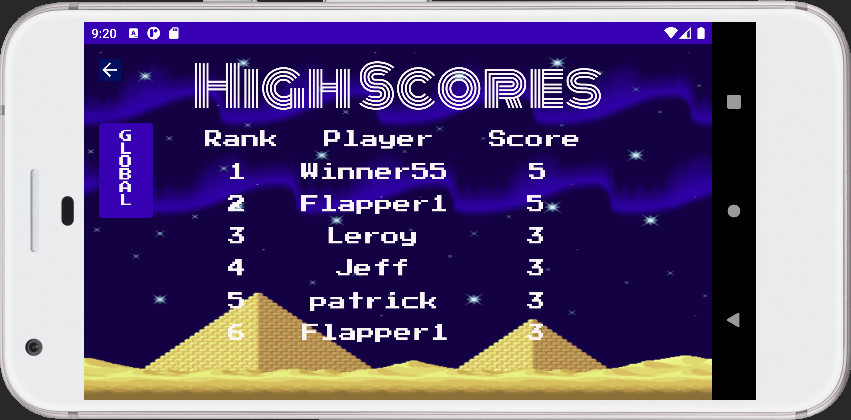 9:20
HIGHSCORES
GLOBAL
Rank Player Score
1 Winner55 5
2 Flapper1 5
3 Leroy 3
4 Jeff 3
5 patrick 3
6 Flapper1 3